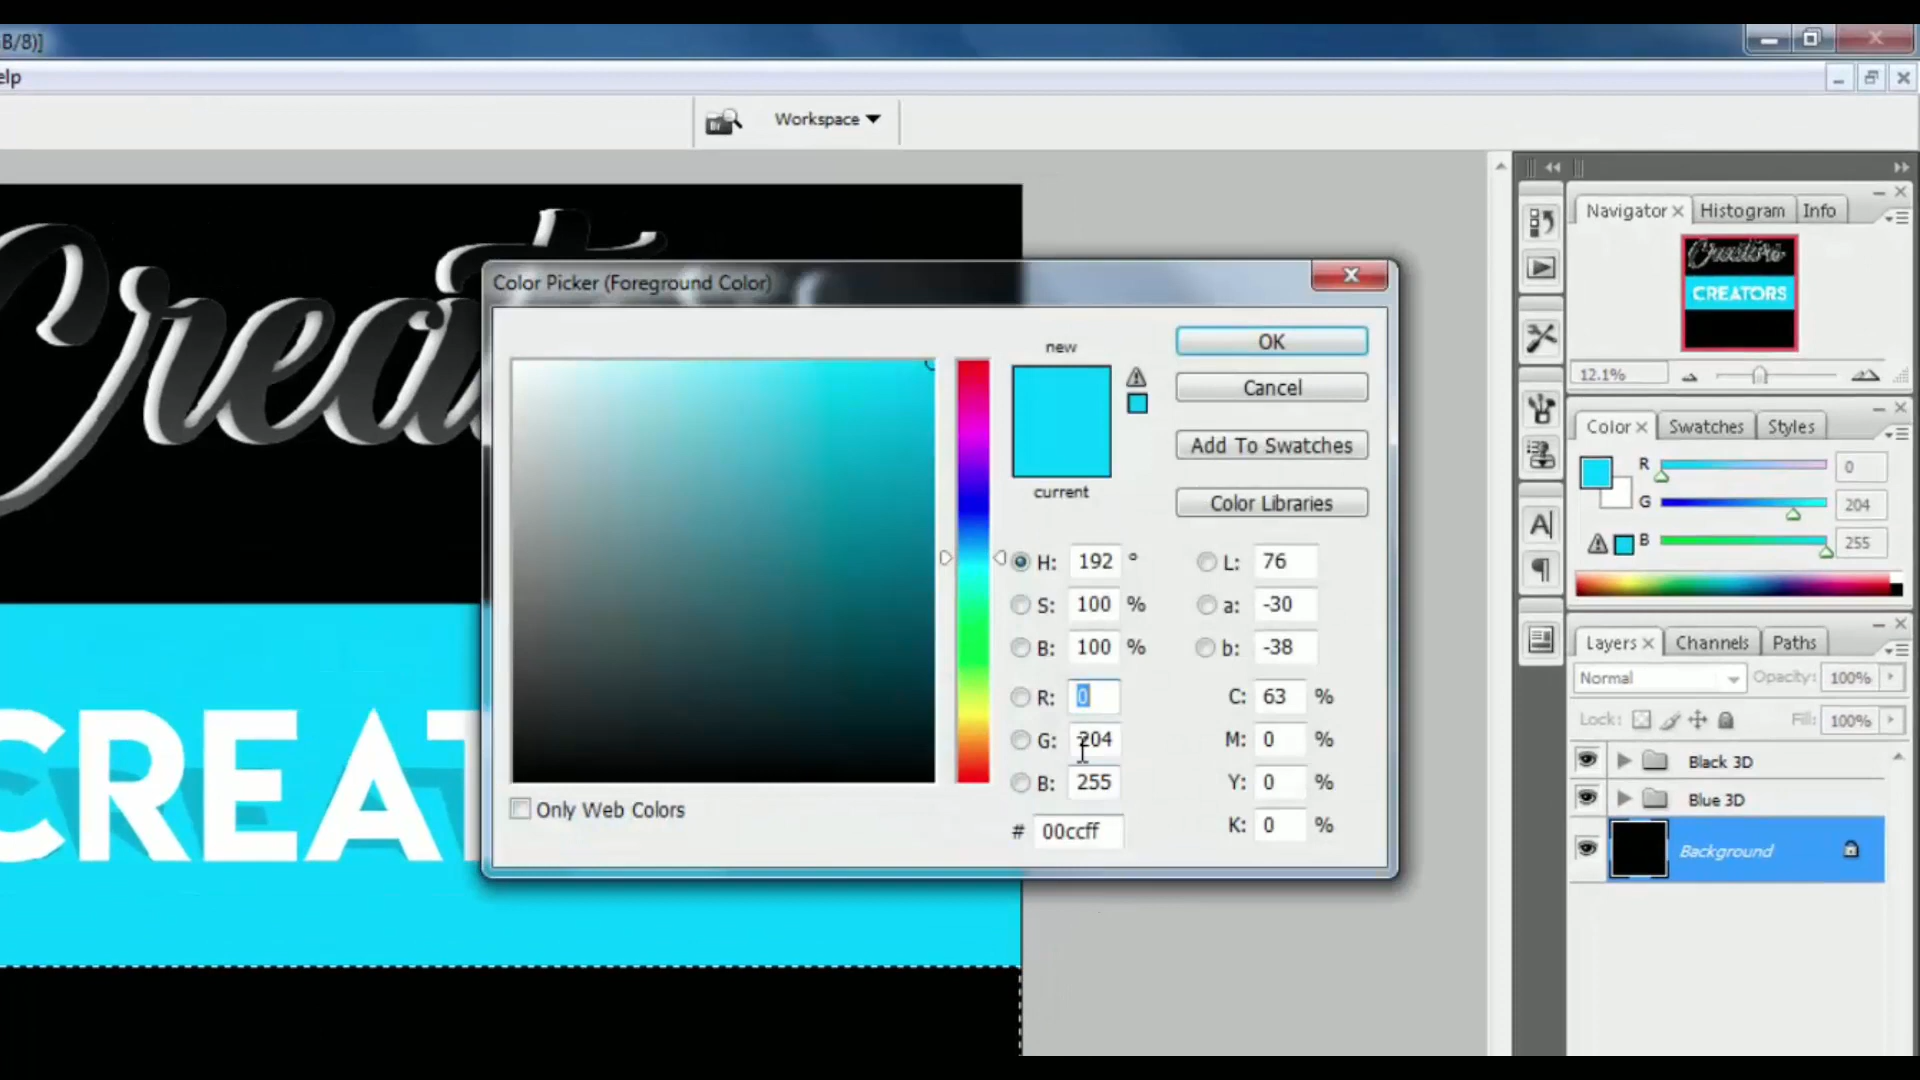 B/8)]
elp
Workspace
Navigator
Histogram
Info
Creative
CREATORS
12.1%
Creat
Color Picker (Foreground Color)
new
current
OK
Cancel
Add To Swatches
Color Libraries
H: 192 °
S: 100 %
B: 100 %
R: 0
G: 204
B: 255
# 00ccff
L: 76
a: -30
b: -38
C: 63 %
M: 0 %
Y: 0 %
K: 0 %
Only Web Colors
Color
Swatches
Styles
R 0
G 204
B 255
CREAT
Layers
Channels
Paths
Normal
Opacity: 100%
Lock:
Fill: 100%
Black 3D
Blue 3D
Background